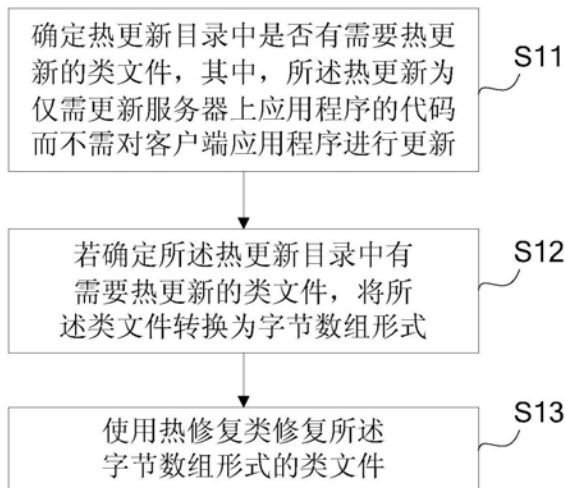 确定热更新目录中是否有需要热更
新的类文件，其中，所述热更新为
仅需更新服务器上应用程序的代码
而不需对客户端应用程序进行更新
S11
若确定所述热更新目录中有
需要热更新的类文件，将所
述类文件转换为字节数组形式
S12
使用热修复类修复所述
字节数组形式的类文件
S13